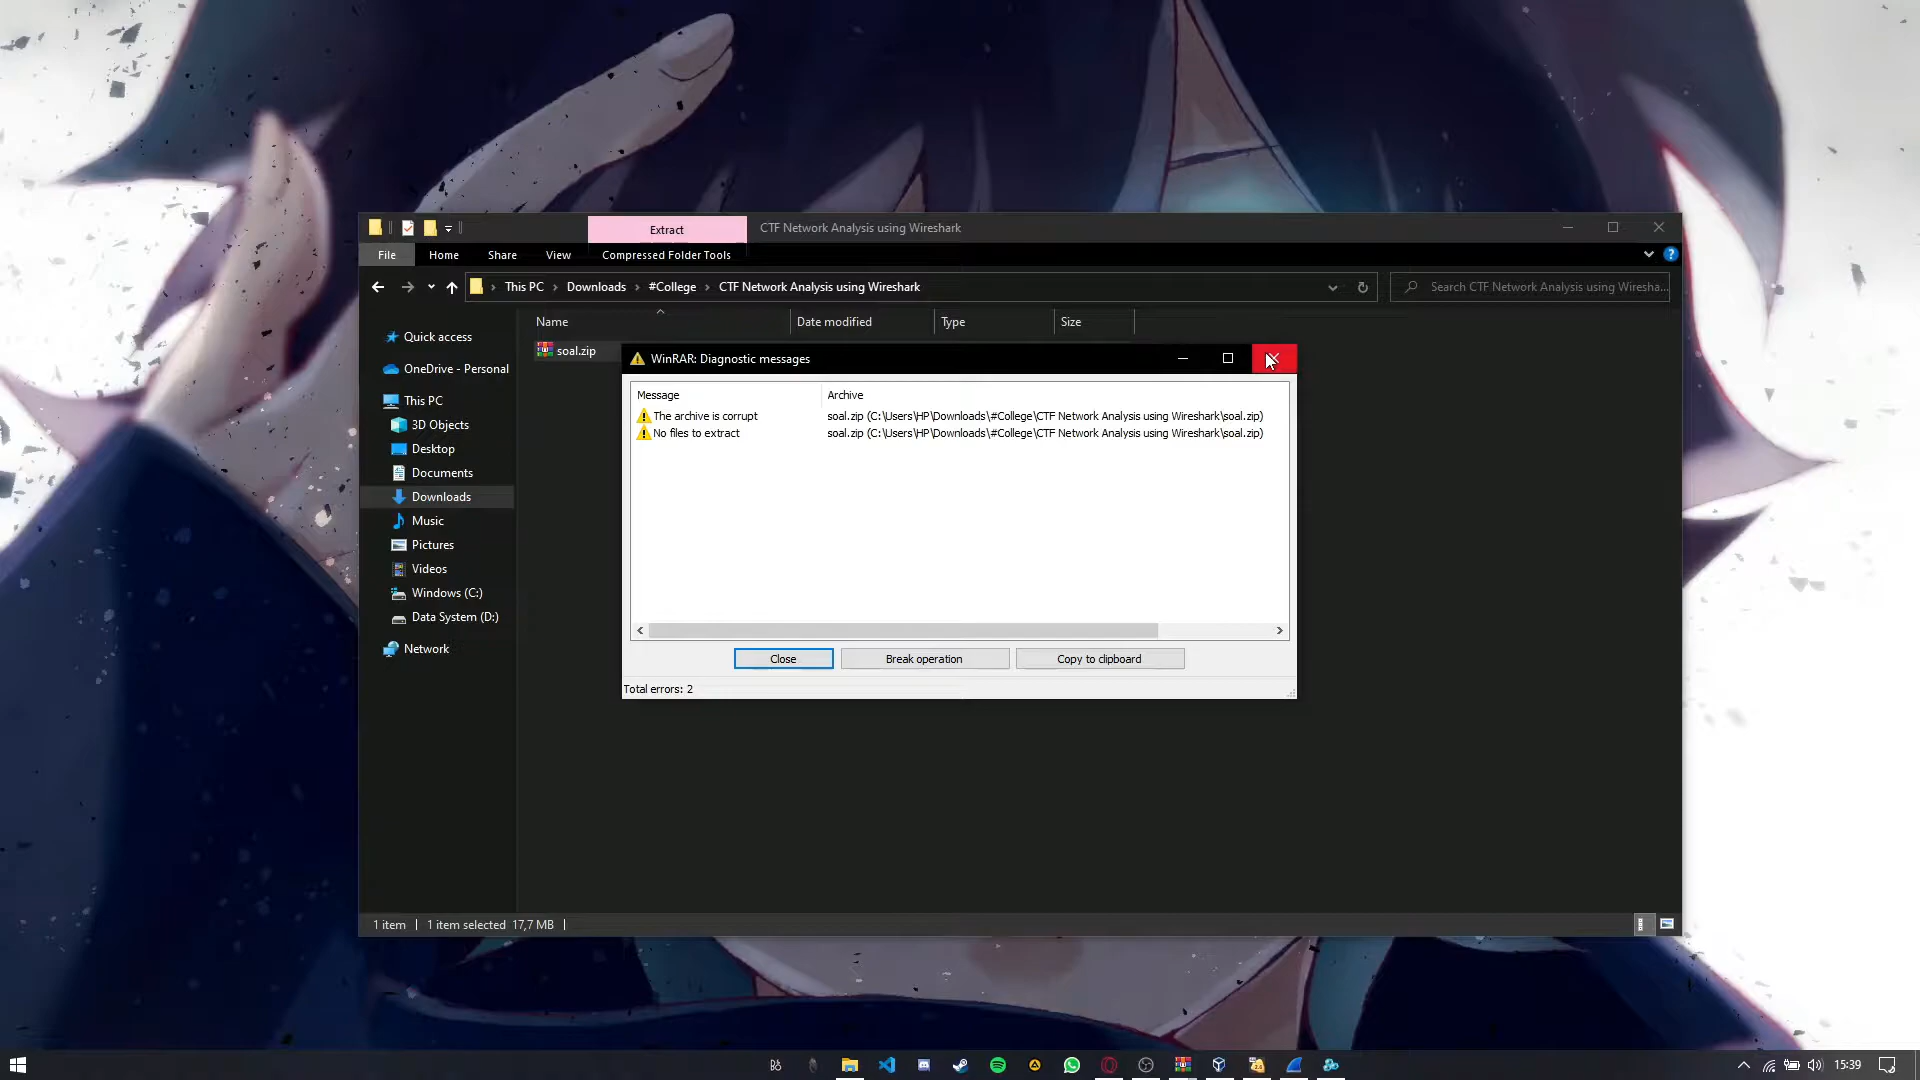 Extract
CTF Network Analysis using Wireshark
File
Home
Share
View
Compressed Folder Tools
This PC
Downloads
#College
CTF Network Analysis using Wireshark
Search CTF Network Analysis using Wiresha...
Name
Date modified
Type
Size
soal.zip
Quick access
OneDrive - Personal
This PC
3D Objects
Desktop
Documents
Downloads
Music
Pictures
Videos
Windows (C:)
Data System (D:)
Network
WinRAR: Diagnostic messages
Message
Archive
The archive is corrupt
soal.zip (C:\Users\HP\Downloads\#College\CTF Network Analysis using Wireshark\soal.zip)
No files to extract
soal.zip (C:\Users\HP\Downloads\#College\CTF Network Analysis using Wireshark\soal.zip)
Close
Break operation
Copy to clipboard
Total errors: 2
1 item
1 item selected 17,7 MB
15:39